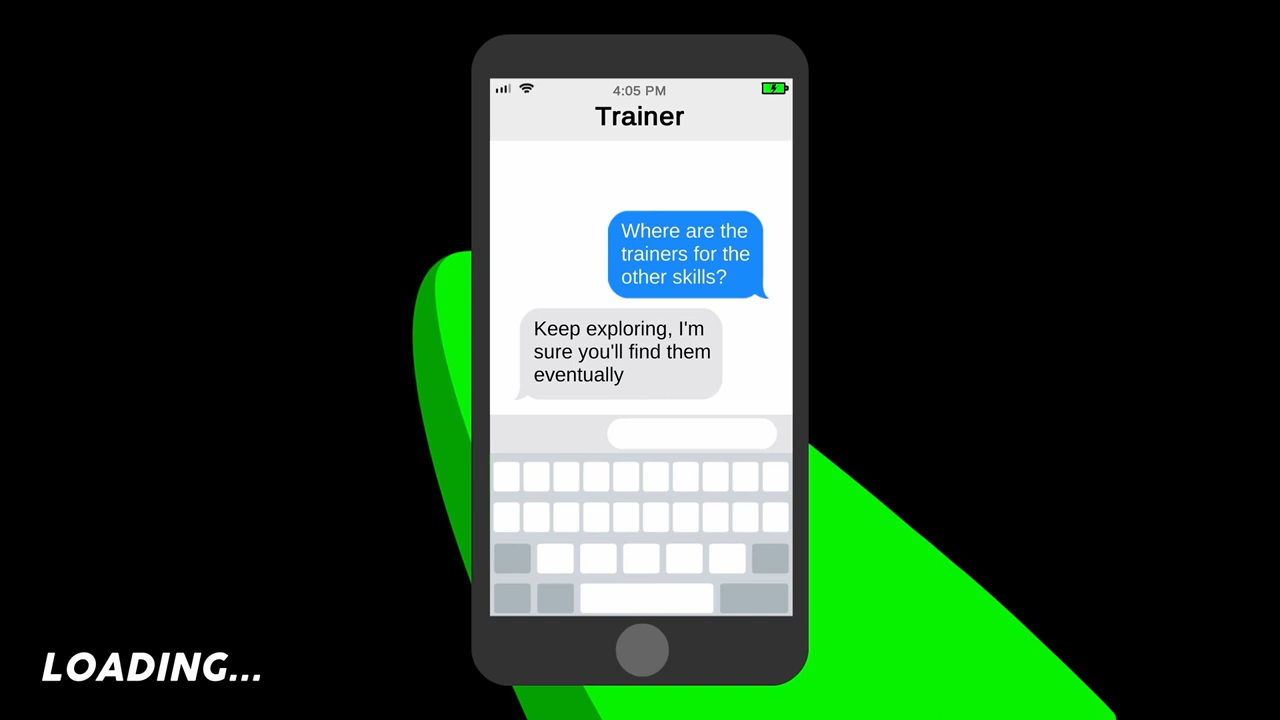 4:05 PM
Trainer
Where are the
trainers for the
other skills?
Keep exploring, I'm
sure you'll find them
eventually
LOADING...